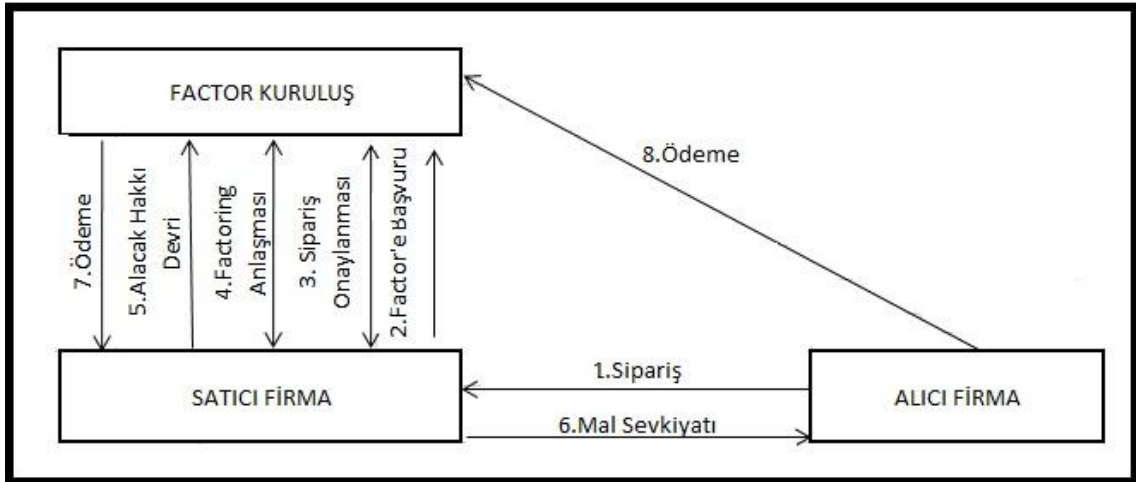 FACTOR KURULUŞ
7.Ödeme
5.Alacak Hakkı
Devri
4.Factoring
Anlaşması
3. Sipariş
Onaylanması
2.Factor'e Başvuru
8.Ödeme
SATICI FİRMA
1.Sipariş
6.Mal Sevkiyatı
ALICI FİRMA